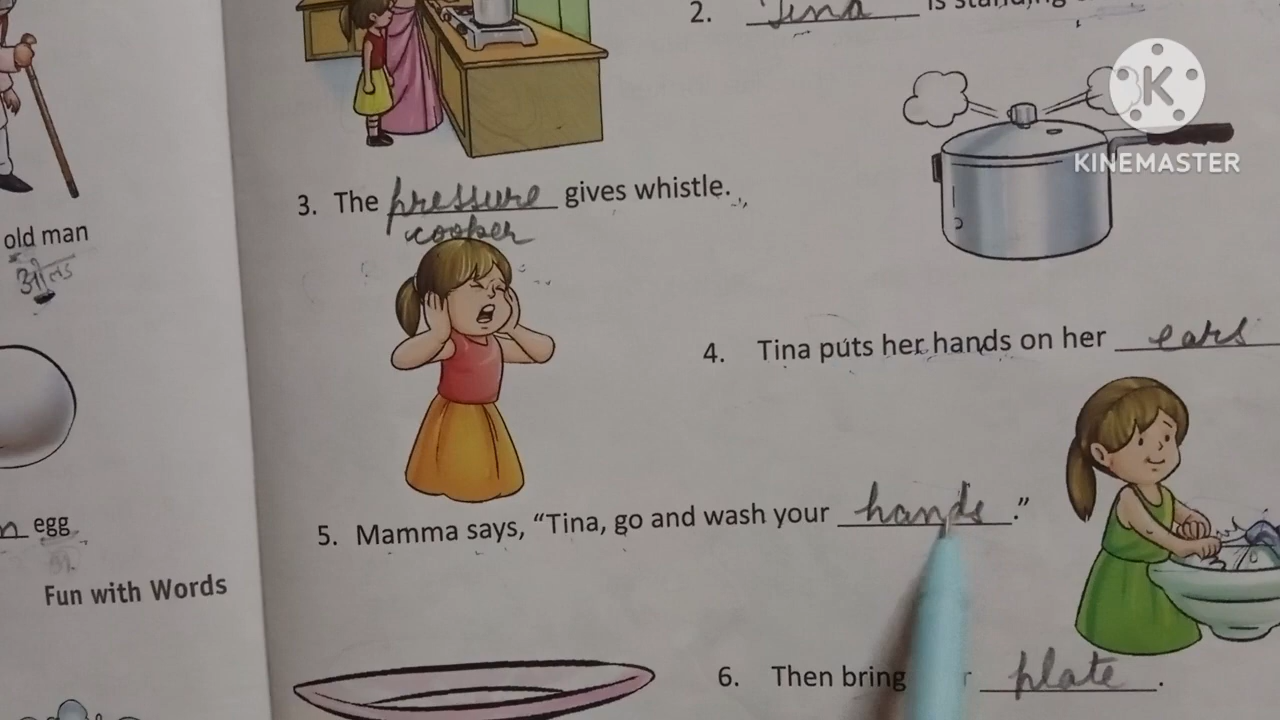 2. Tina is standing
K
KINEMASTER
3. The pressure gives whistle.
cooker
old man
4. Tina puts her hands on her ears
5. Mamma says, “Tina, go and wash your hands.”
n egg
Fun with Words
6. Then bring r plate.